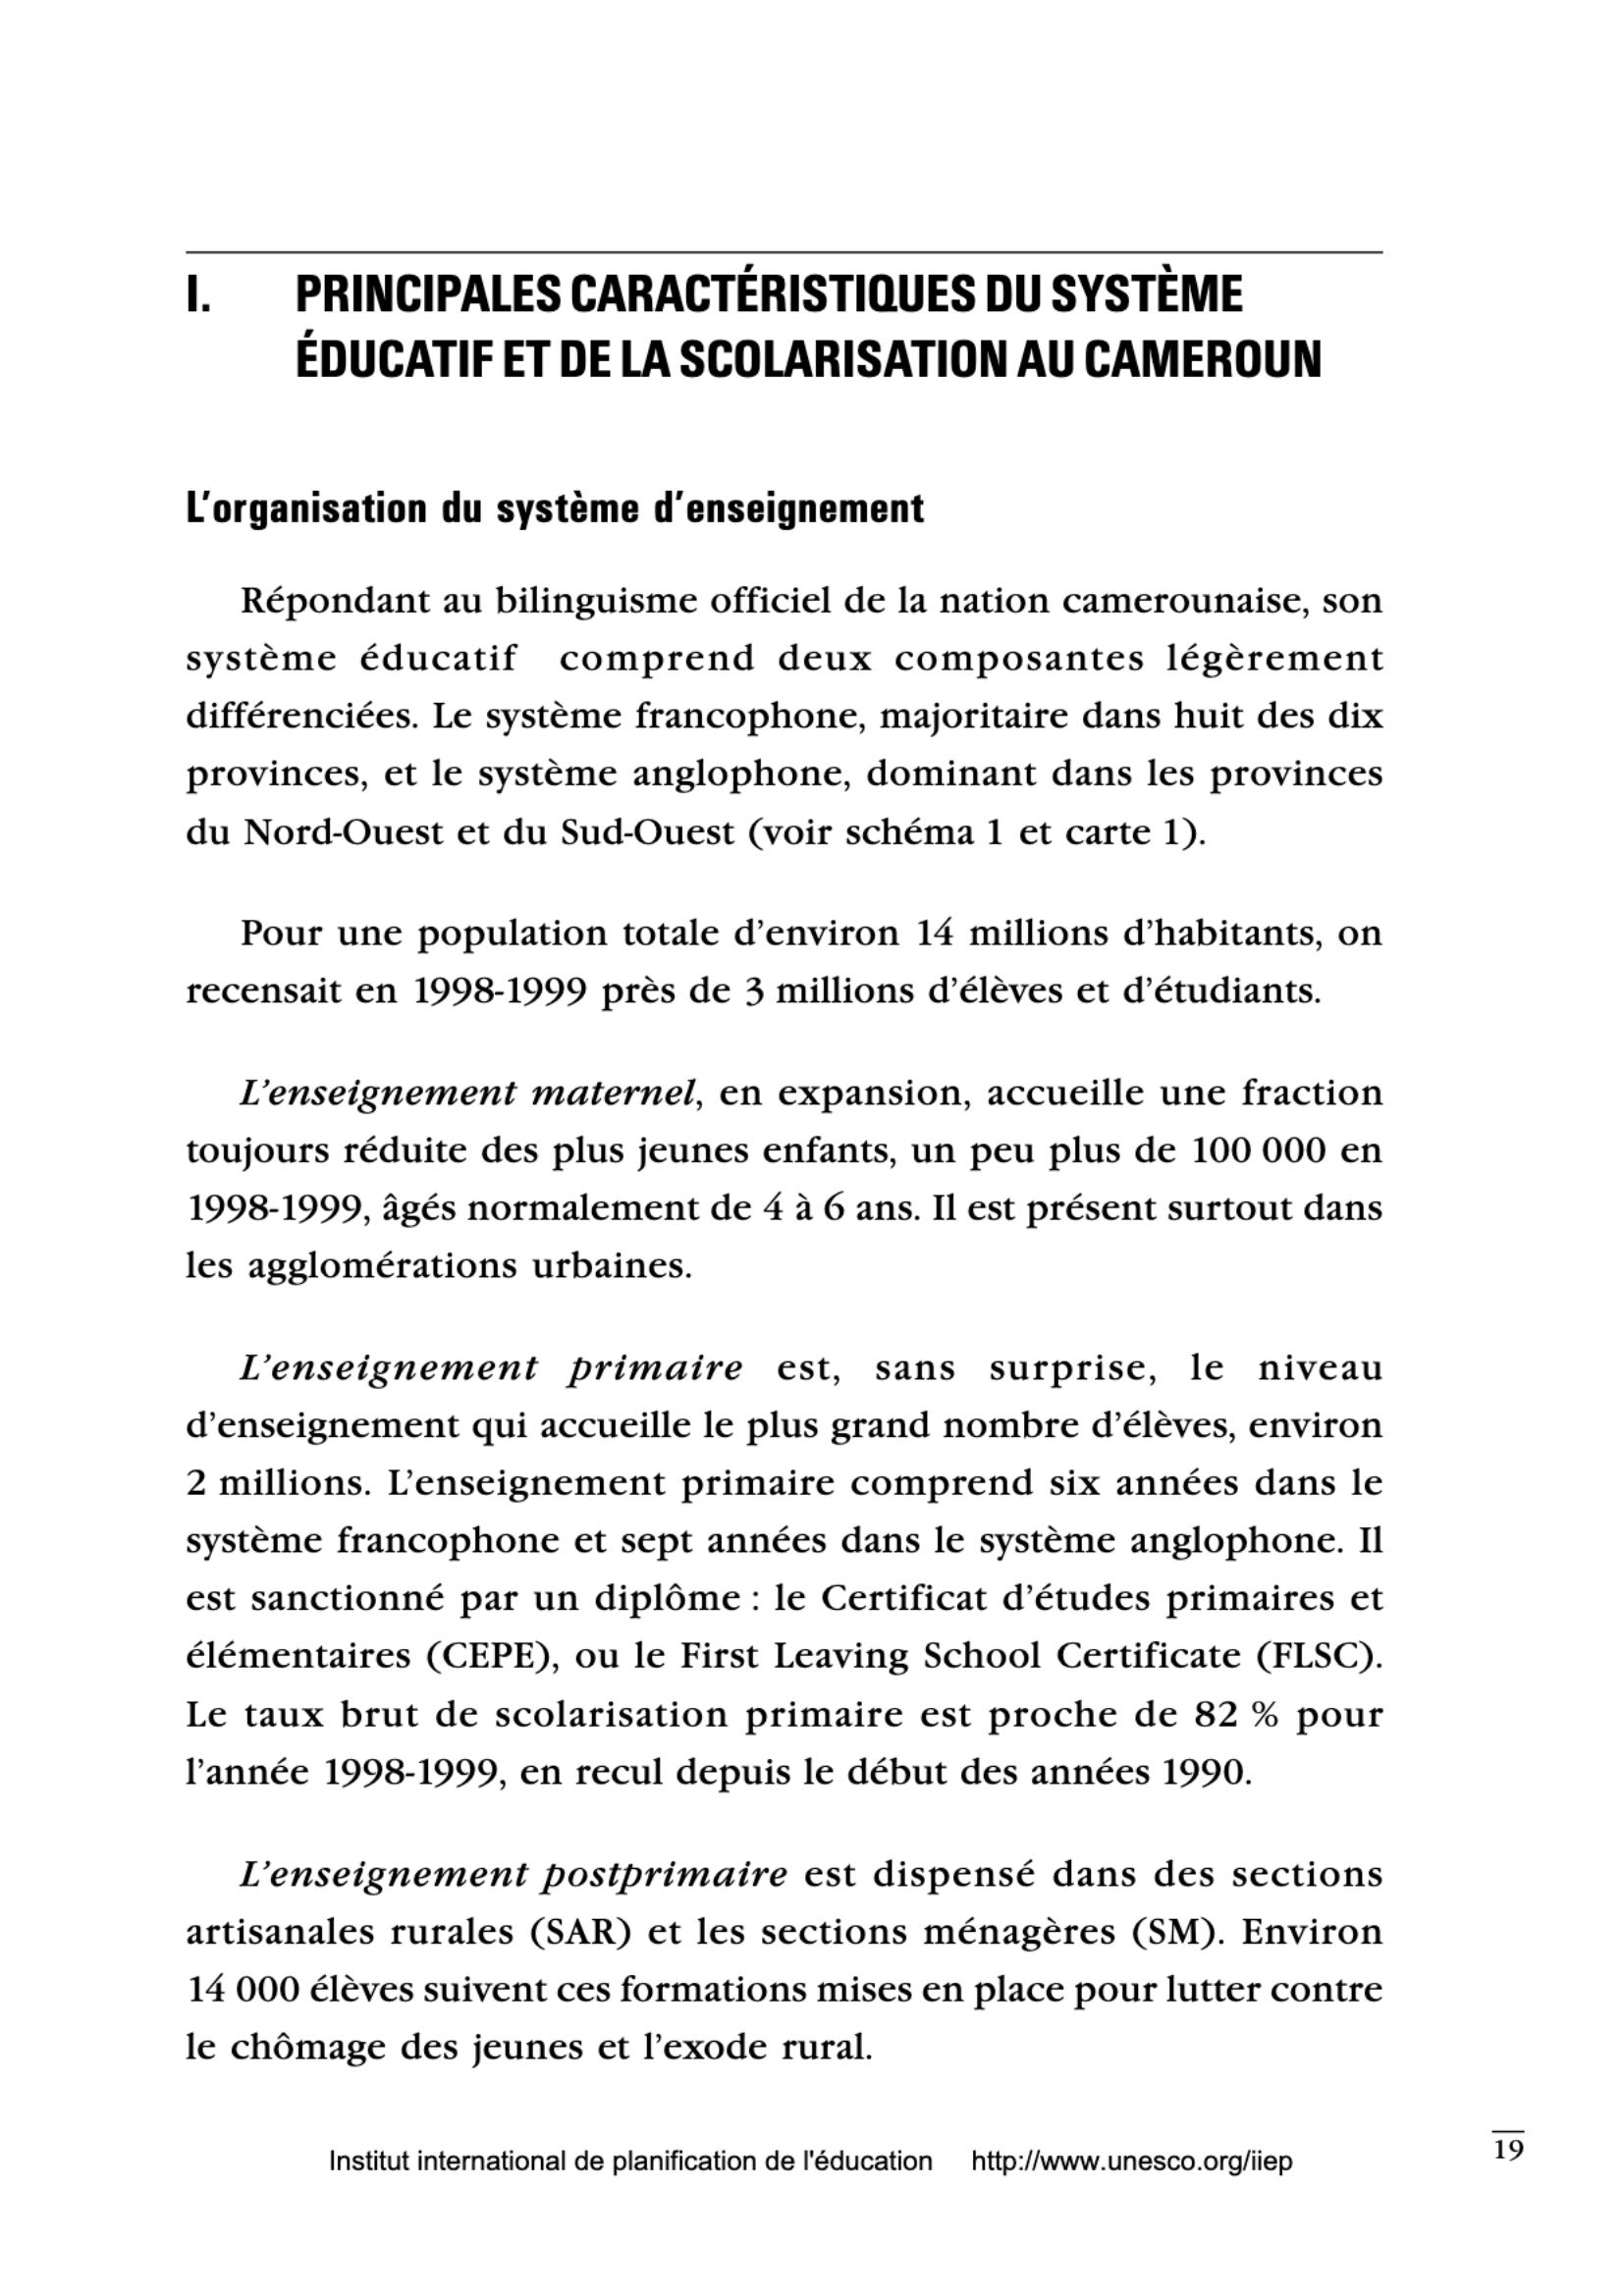 I. PRINCIPALES CARACTÉRISTIQUES DU SYSTÈME
ÉDUCATIF ET DE LA SCOLARISATION AU CAMEROUN
L’organisation du système d’enseignement
Répondant au bilinguisme officiel de la nation camerounaise, son
système éducatif comprend deux composantes légèrement
différenciées. Le système francophone, majoritaire dans huit des dix
provinces, et le système anglophone, dominant dans les provinces
du Nord-Ouest et du Sud-Ouest (voir schéma 1 et carte 1).
Pour une population totale d’environ 14 millions d’habitants, on
recensait en 1998-1999 près de 3 millions d’élèves et d’étudiants.
L’enseignement maternel, en expansion, accueille une fraction
toujours réduite des plus jeunes enfants, un peu plus de 100 000 en
1998-1999, âgés normalement de 4 à 6 ans. Il est présent surtout dans
les agglomérations urbaines.
L’enseignement primaire est, sans surprise, le niveau
d’enseignement qui accueille le plus grand nombre d’élèves, environ
2 millions. L’enseignement primaire comprend six années dans le
système francophone et sept années dans le système anglophone. Il
est sanctionné par un diplôme : le Certificat d’études primaires et
élémentaires (CEPE), ou le First Leaving School Certificate (FLSC).
Le taux brut de scolarisation primaire est proche de 82 % pour
l’année 1998-1999, en recul depuis le début des années 1990.
L’enseignement postprimaire est dispensé dans des sections
artisanales rurales (SAR) et les sections ménagères (SM). Environ
14 000 élèves suivent ces formations mises en place pour lutter contre
le chômage des jeunes et l’exode rural.
19
Institut international de planification de l'éducation http://www.unesco.org/iiep